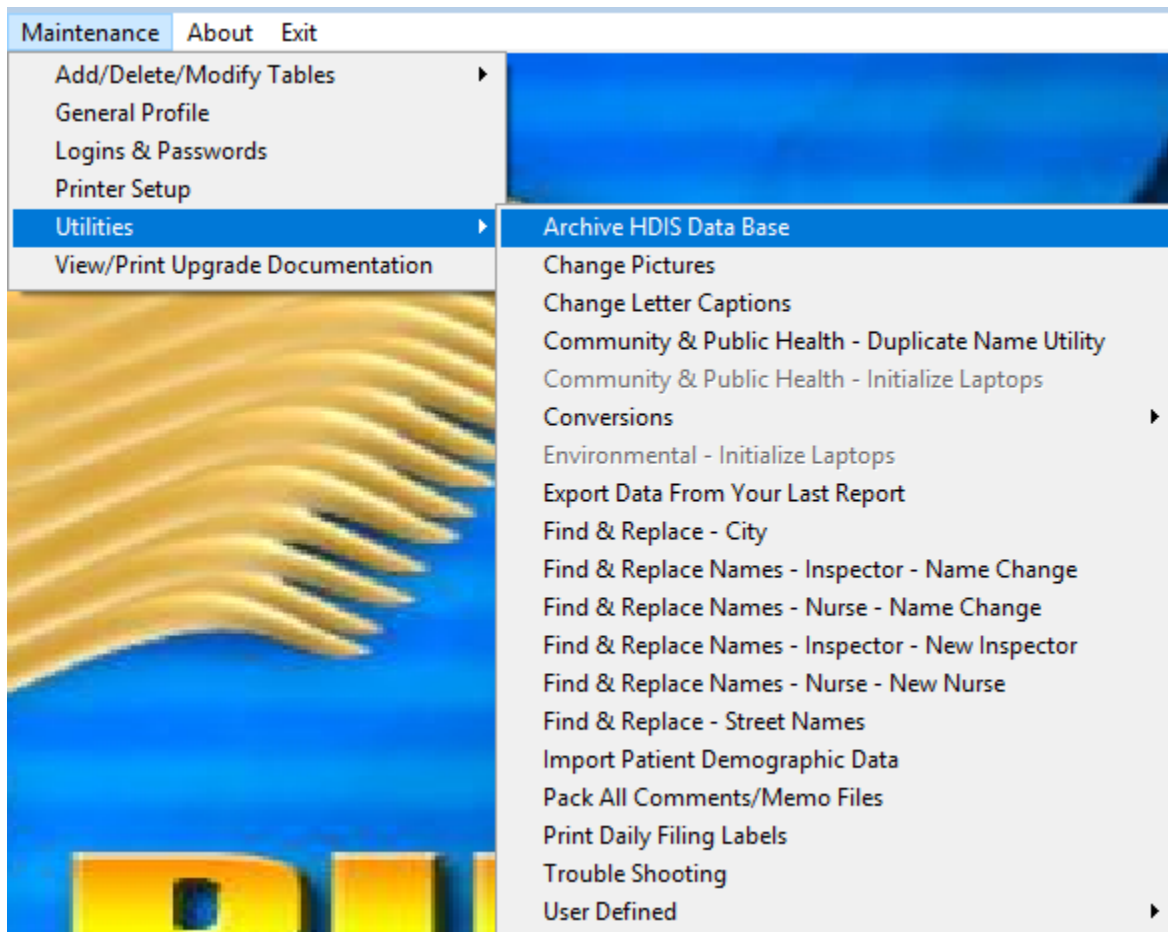 Maintenance About Exit
Add/Delete/Modify Tables
General Profile
Logins & Passwords
Printer Setup
Utilities
View/Print Upgrade Documentation
Archive HDIS Data Base
Change Pictures
Change Letter Captions
Community & Public Health - Duplicate Name Utility
Community & Public Health - Initialize Laptops
Conversions
Environmental - Initialize Laptops
Export Data From Your Last Report
Find & Replace - City
Find & Replace Names - Inspector - Name Change
Find & Replace Names - Nurse - Name Change
Find & Replace Names - Inspector - New Inspector
Find & Replace Names - Nurse - New Nurse
Find & Replace - Street Names
Import Patient Demographic Data
Pack All Comments/Memo Files
Print Daily Filing Labels
Trouble Shooting
User Defined